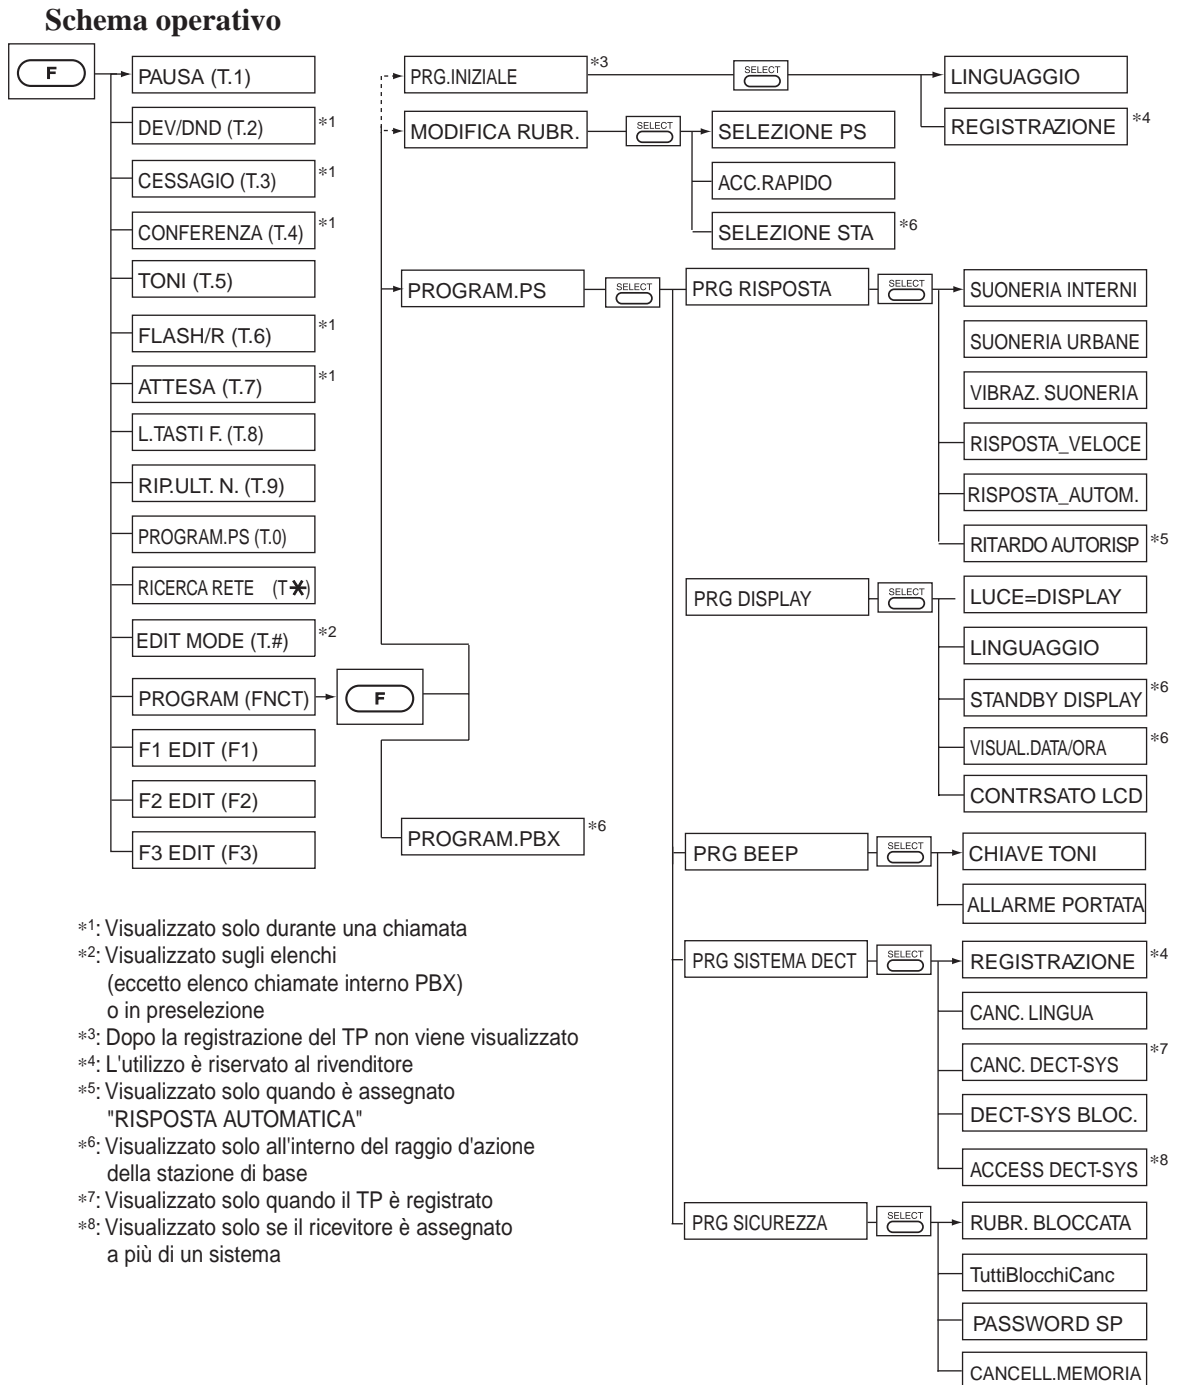 Schema operativo
F
PAUSA (T.1)
DEV/DND (T.2) *1
CESSAGIO (T.3) *1
CONFERENZA (T.4) *1
TONI (T.5)
FLASH/R (T.6) *1
ATTESA (T.7) *1
L.TASTI F. (T.8)
RIP.ULT. N. (T.9)
PROGRAM.PS (T.0)
RICERCA RETE (T*)
EDIT MODE (T.#) *2
PROGRAM (FNCT)
F
F1 EDIT (F1)
F2 EDIT (F2)
F3 EDIT (F3)
PRG.INIZIALE *3
SELECT
LINGUAGGIO
REGISTRAZIONE *4
MODIFICA RUBR.
SELECT
SELEZIONE PS
ACC.RAPIDO
SELEZIONE STA *6
PROGRAM.PS
SELECT
PRG RISPOSTA
SELECT
SUONERIA INTERNI
SUONERIA URBANE
VIBRAZ. SUONERIA
RISPOSTA_VELOCE
RISPOSTA_AUTOM.
RITARDO AUTORISP *5
PRG DISPLAY
SELECT
LUCE=DISPLAY
LINGUAGGIO
STANDBY DISPLAY *6
VISUAL.DATA/ORA *6
CONTRSATO LCD
PRG BEEP
SELECT
CHIAVE TONI
ALLARME PORTATA
PRG SISTEMA DECT
SELECT
REGISTRAZIONE *4
CANC. LINGUA
CANC. DECT-SYS *7
DECT-SYS BLOC.
ACCESS DECT-SYS *8
PRG SICUREZZA
SELECT
RUBR. BLOCCATA
TuttiBlocchiCanc
PASSWORD SP
CANCELL.MEMORIA
PROGRAM.PBX *6
*1: Visualizzato solo durante una chiamata
*2: Visualizzato sugli elenchi
(eccetto elenco chiamate interno PBX)
o in preselezione
*3: Dopo la registrazione del TP non viene visualizzato
*4: L'utilizzo è riservato al rivenditore
*5: Visualizzato solo quando è assegnato
"RISPOSTA AUTOMATICA"
*6: Visualizzato solo all'interno del raggio d'azione
della stazione di base
*7: Visualizzato solo quando il TP è registrato
*8: Visualizzato solo se il ricevitore è assegnato
a più di un sistema